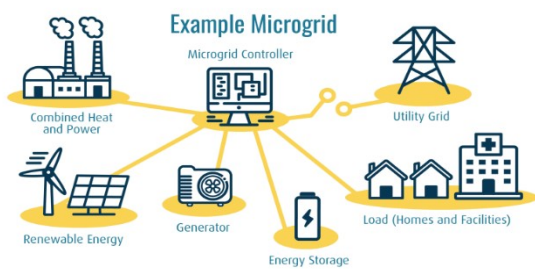 Example Microgrid
Microgrid Controller
Combined Heat
and Power
Utility Grid
Renewable Energy
Generator
Energy Storage
Load (Homes and Facilities)